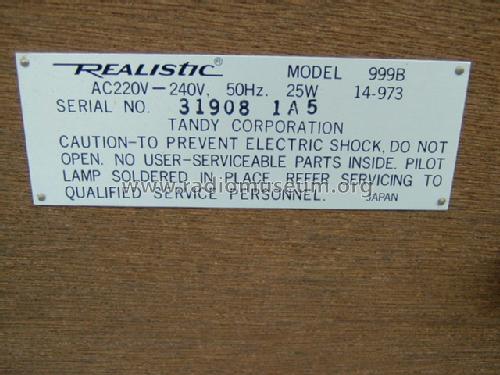 REALISTIC® MODEL 999B
AC220V—240V, 50Hz. 25W 14-973
SERIAL NO. 31908 1A5
TANDY CORPORATION
CAUTION-TO PREVENT ELECTRIC SHOCK, DO NOT
OPEN. NO USER-SERVICEABLE PARTS INSIDE. PILOT
LAMP SOLDERED IN PLACE. REFER SERVICING TO
QUALIFIED SERVICE PERSONNEL. JAPAN
www.radiomuseum.org